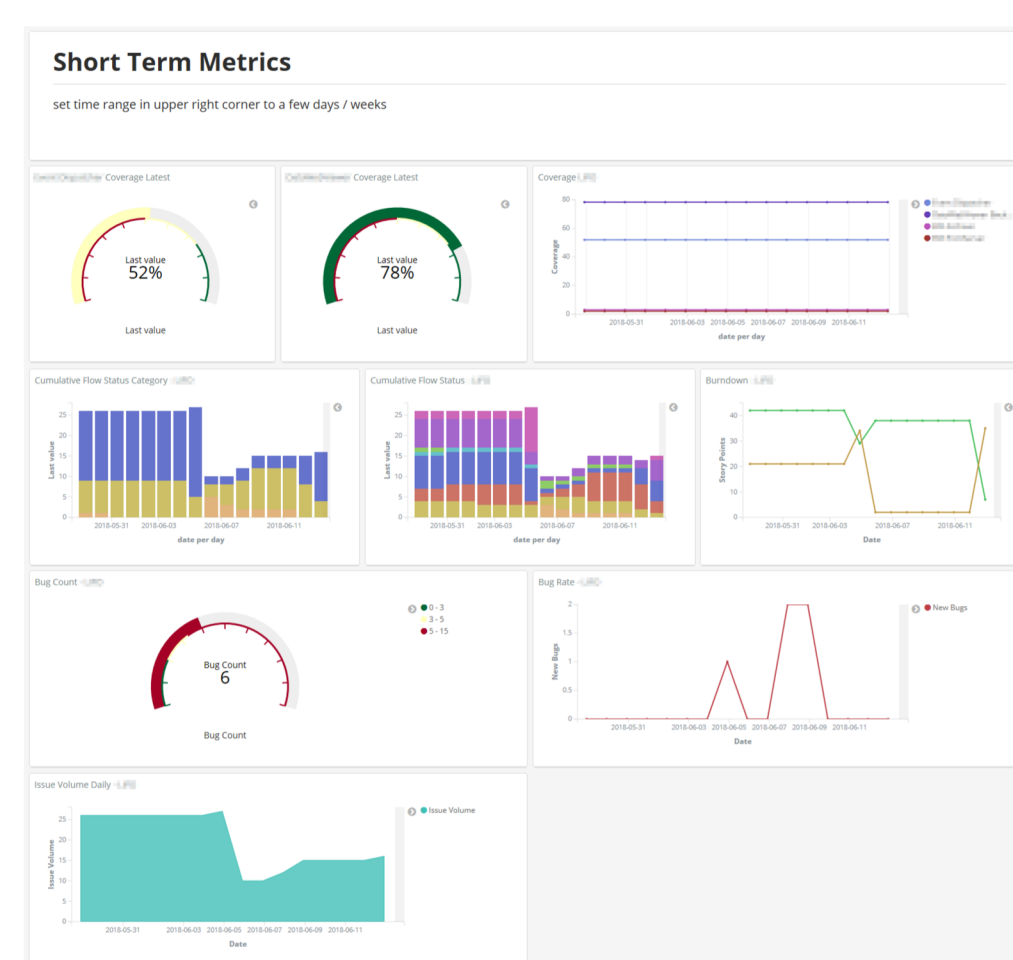 Short Term Metrics
set time range in upper right corner to a few days / weeks
Coverage Latest
Last value
52%
Last value
Coverage Latest
Last value
78%
Last value
Coverage
Coverage
80
60
40
20
0
2018-05-31 2018-06-03 2018-06-05 2018-06-07 2018-06-09 2018-06-11
date per day
Cumulative Flow Status Category
Last value
25
20
15
10
5
0
2018-05-31 2018-06-03 2018-06-07 2018-06-11
date per day
Cumulative Flow Status
Last value
25
20
15
10
5
0
2018-05-31 2018-06-03 2018-06-07 2018-06-11
date per day
Burndown
Story Points
40
30
20
10
0
2018-05-31 2018-06-03 2018-06-07 2018-06-11
Date
Bug Count
Bug Count
6
Bug Count
0 - 3
3 - 5
5 - 15
Bug Rate
New Bugs
2
1.5
1
0.5
0
2018-05-31 2018-06-03 2018-06-05 2018-06-07 2018-06-09 2018-06-11
Date
New Bugs
Issue Volume Daily
Issue Volume
25
20
15
10
5
0
2018-05-31 2018-06-03 2018-06-05 2018-06-07 2018-06-09 2018-06-11
Date
Issue Volume